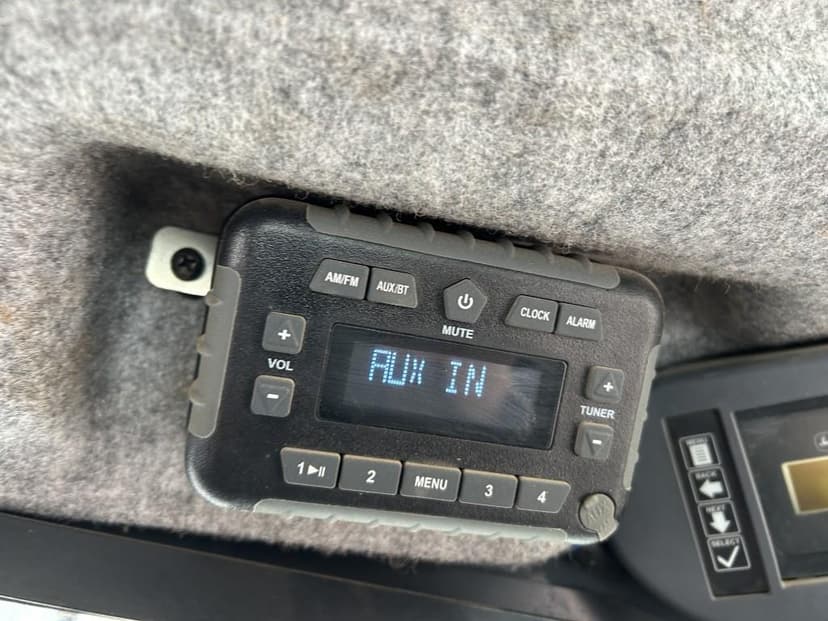 AM/FM AUX/BT
CLOCK ALARM
MUTE
+
VOL
-
AUX IN
+
TUNER
-
1 ▶II 2 MENU 3 4
MENU
BACK
NEXT
SELECT